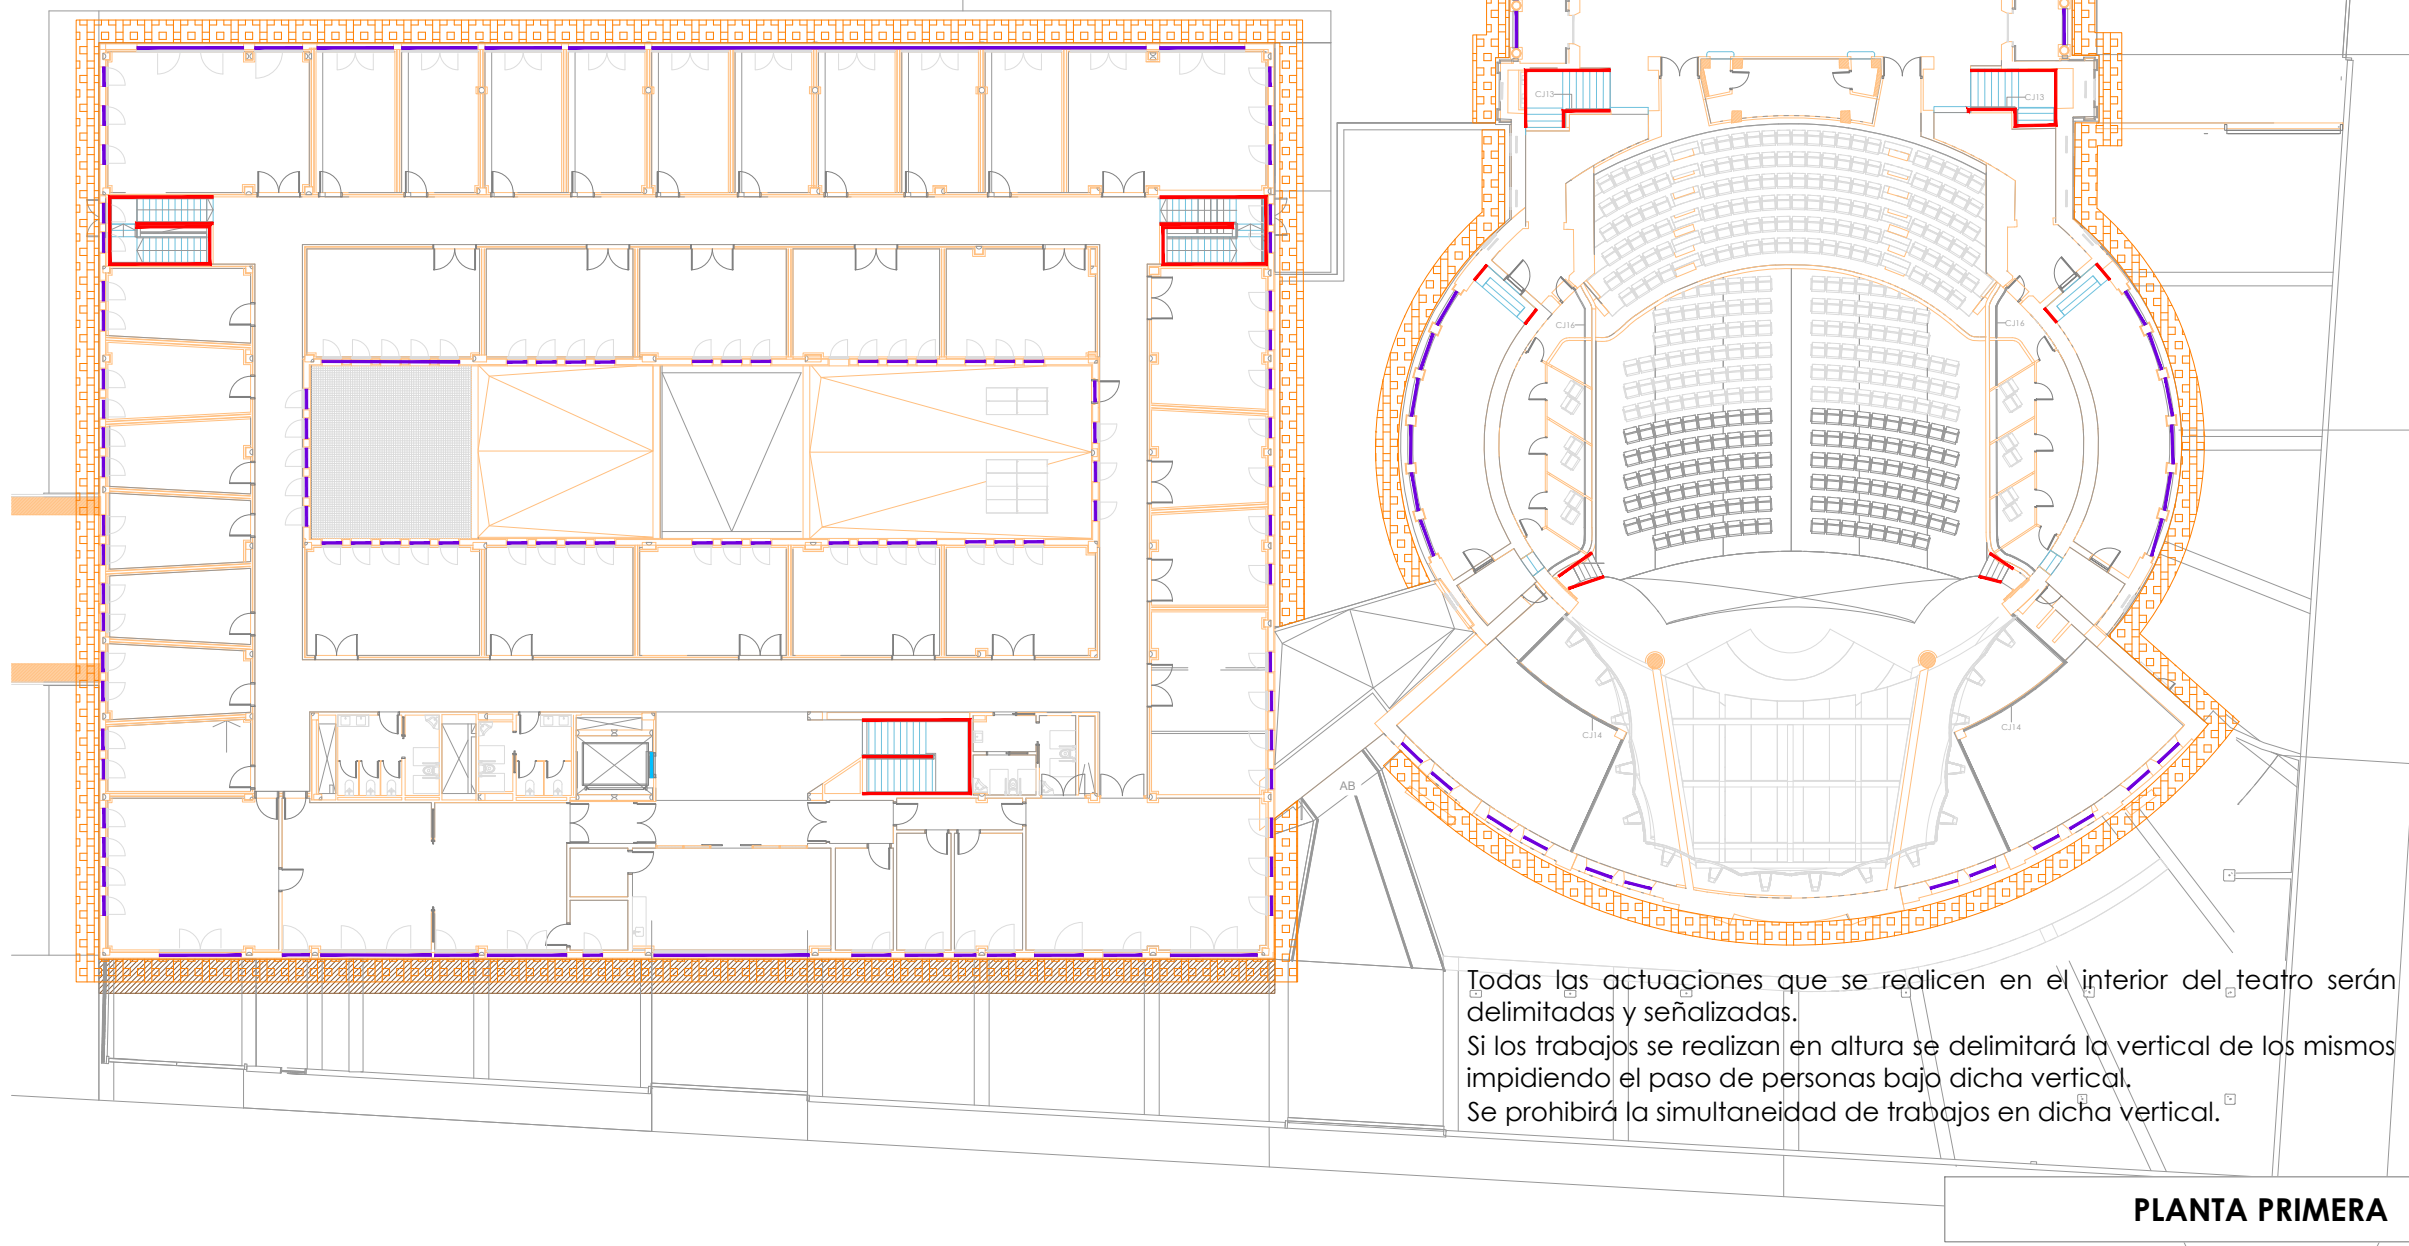 CJ13
CJ13
CJ16
CJ16
CJ14
CJ14
AB
Todas las actuaciones que se realicen en el interior del teatro serán
delimitadas y señalizadas.
Si los trabajos se realizan en altura se delimitará la vertical de los mismos
impidiendo el paso de personas bajo dicha vertical.
Se prohibirá la simultaneidad de trabajos en dicha vertical.
PLANTA PRIMERA